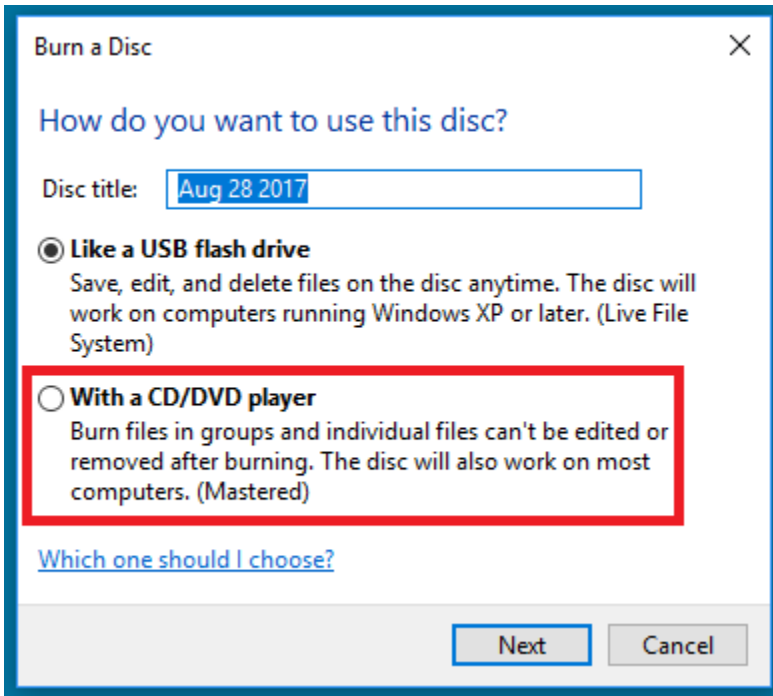 Burn a Disc
How do you want to use this disc?
Disc title: Aug 28 2017
Like a USB flash drive
Save, edit, and delete files on the disc anytime. The disc will
work on computers running Windows XP or later. (Live File
System)
With a CD/DVD player
Burn files in groups and individual files can't be edited or
removed after burning. The disc will also work on most
computers. (Mastered)
Which one should I choose?
Next Cancel